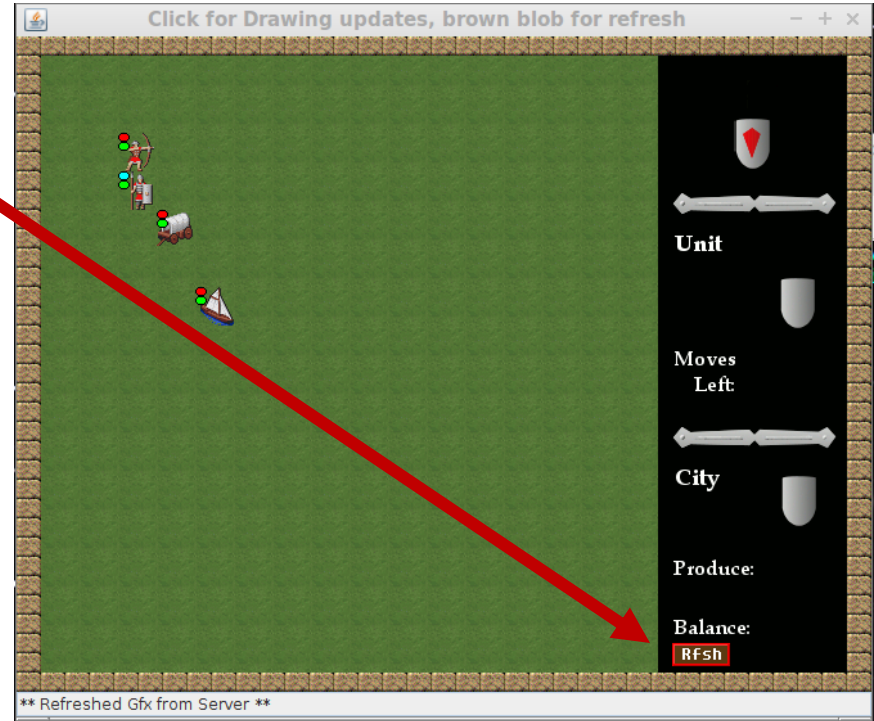 Click for Drawing updates, brown blob for refresh
Unit
Moves
Left:
City
Produce:
Balance:
Rfsh
** Refreshed Gfx from Server **